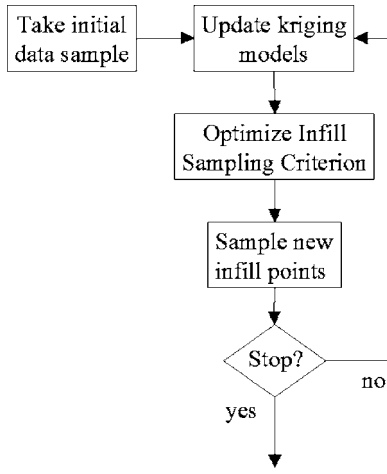 Take initial
data sample
Update kriging
models
Optimize Infill
Sampling Criterion
Sample new
infill points
Stop?
no
yes